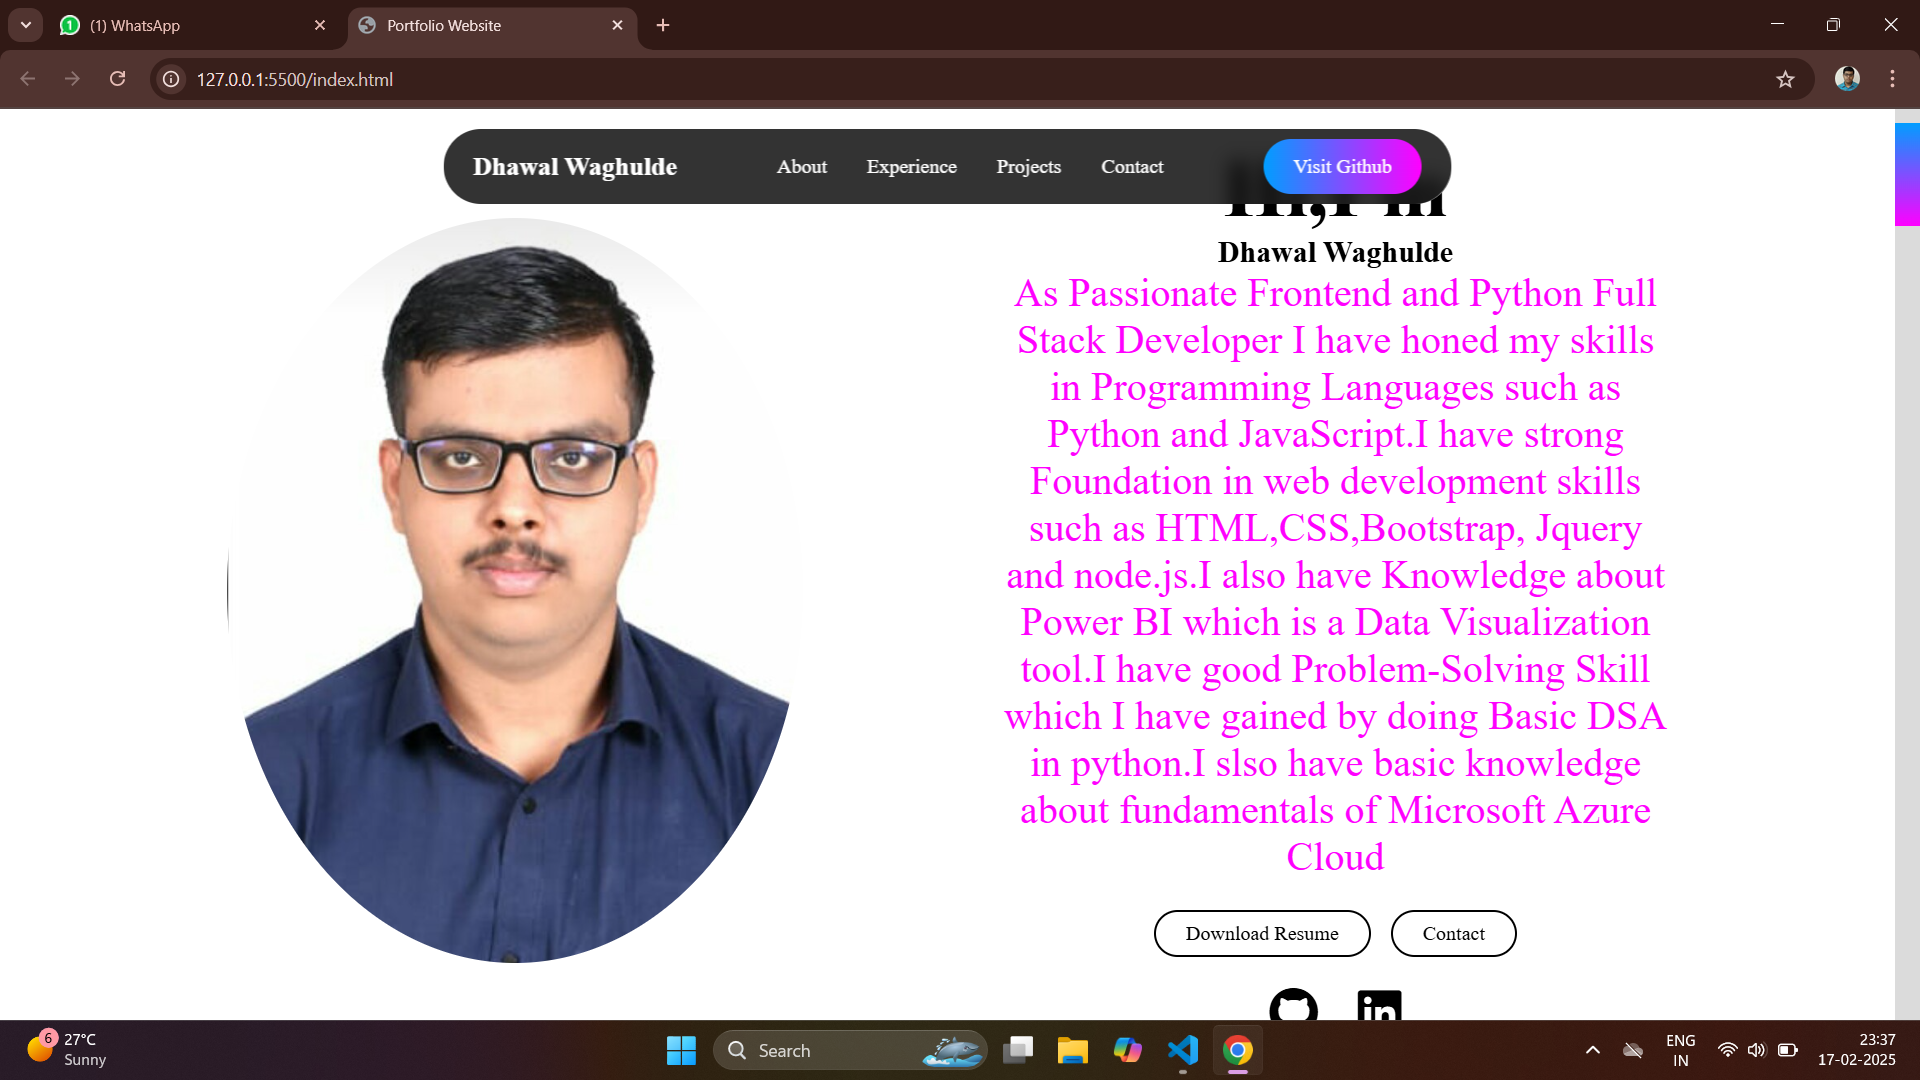 (1) WhatsApp
Portfolio Website
127.0.0.1:5500/index.html
Dhawal Waghulde
About
Experience
Projects
Contact
Visit Github
Hi,I'm
Dhawal Waghulde
As Passionate Frontend and Python Full
Stack Developer I have honed my skills
in Programming Languages such as
Python and JavaScript.I have strong
Foundation in web development skills
such as HTML,CSS,Bootstrap, Jquery
and node.js.I also have Knowledge about
Power BI which is a Data Visualization
tool.I have good Problem-Solving Skill
which I have gained by doing Basic DSA
in python.I slso have basic knowledge
about fundamentals of Microsoft Azure
Cloud
Download Resume
Contact
in
6
27°C
Sunny
Search
ENG
IN
23:37
17-02-2025